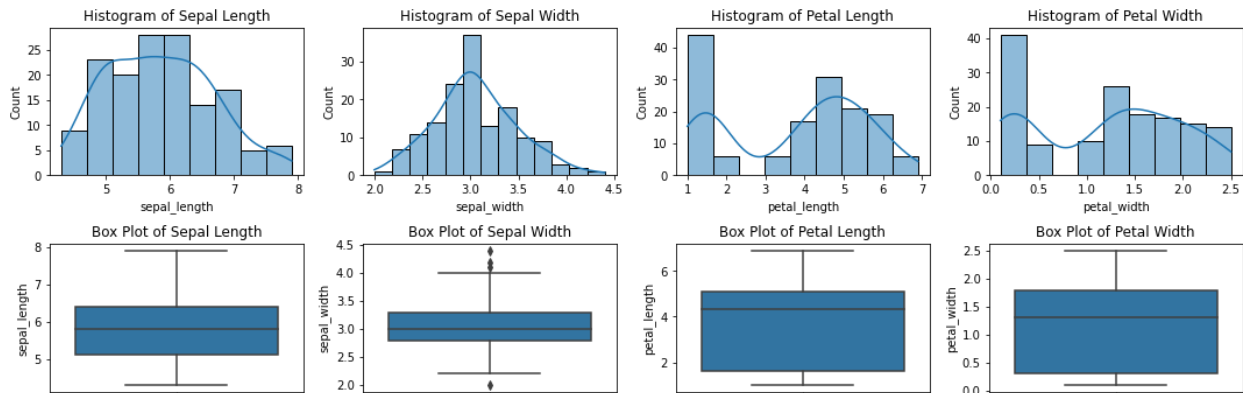 Histogram of Sepal Length
25
20
15
10
5
0
Count
5 6 7 8
sepal_length
Histogram of Sepal Width
30
20
10
0
Count
2.0 2.5 3.0 3.5 4.0 4.5
sepal_width
Histogram of Petal Length
40
30
20
10
0
Count
1 2 3 4 5 6 7
petal_length
Histogram of Petal Width
40
30
20
10
0
Count
0.0 0.5 1.0 1.5 2.0 2.5
petal_width
Box Plot of Sepal Length
8
7
6
5
sepal_length
Box Plot of Sepal Width
4.5
4.0
3.5
3.0
2.5
2.0
sepal_width
Box Plot of Petal Length
6
4
2
petal_length
Box Plot of Petal Width
2.5
2.0
1.5
1.0
0.5
0.0
petal_width